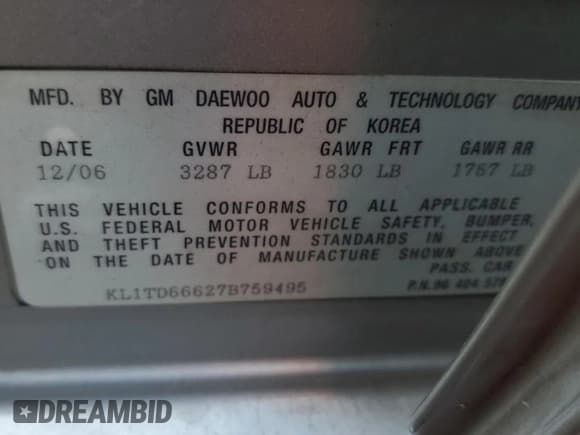 MFD. BY GM DAEWOO AUTO & TECHNOLOGY COMPANY
REPUBLIC OF KOREA
DATE GVWR GAWR FRT GAWR RR
12/06 3287 LB 1830 LB 1767 LB
THIS VEHICLE CONFORMS TO ALL APPLICABLE
U.S. FEDERAL MOTOR VEHICLE SAFETY, BUMPER,
AND THEFT PREVENTION STANDARDS IN EFFECT
ON THE DATE OF MANUFACTURE SHOWN ABOVE
PASS. CAR
KL1TD66627B759495 P.N.96 484
DREAMBID